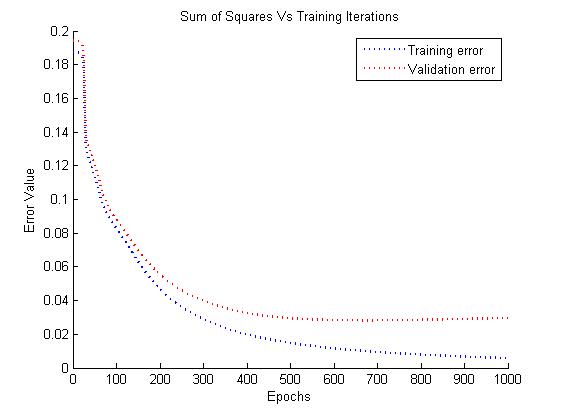 Sum of Squares Vs Training Iterations
Training error
Validation error
Error Value
0.2
0.18
0.16
0.14
0.12
0.1
0.08
0.06
0.04
0.02
0
0 100 200 300 400 500 600 700 800 900 1000
Epochs